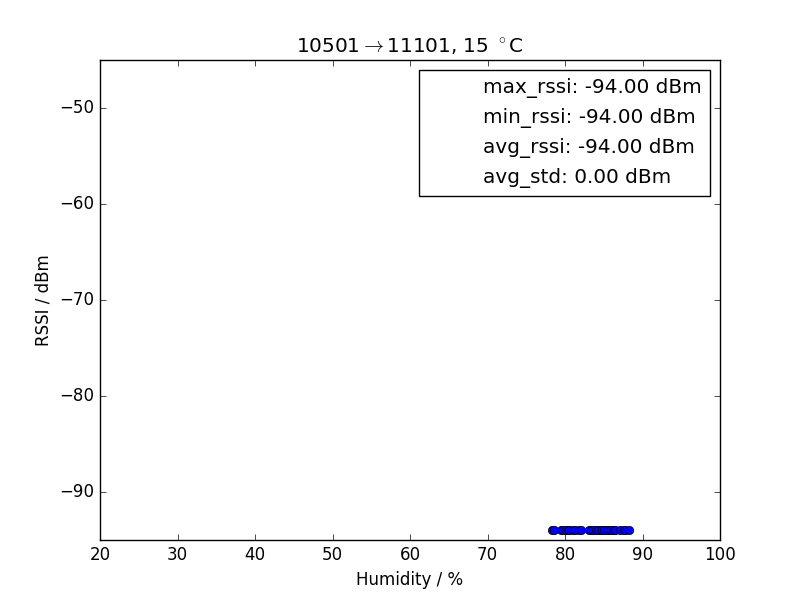 10501→11101, 15 °C
max_rssi: -94.00 dBm
min_rssi: -94.00 dBm
avg_rssi: -94.00 dBm
avg_std: 0.00 dBm
RSSI / dBm
−50
−60
−70
−80
−90
20 30 40 50 60 70 80 90 100
Humidity / %